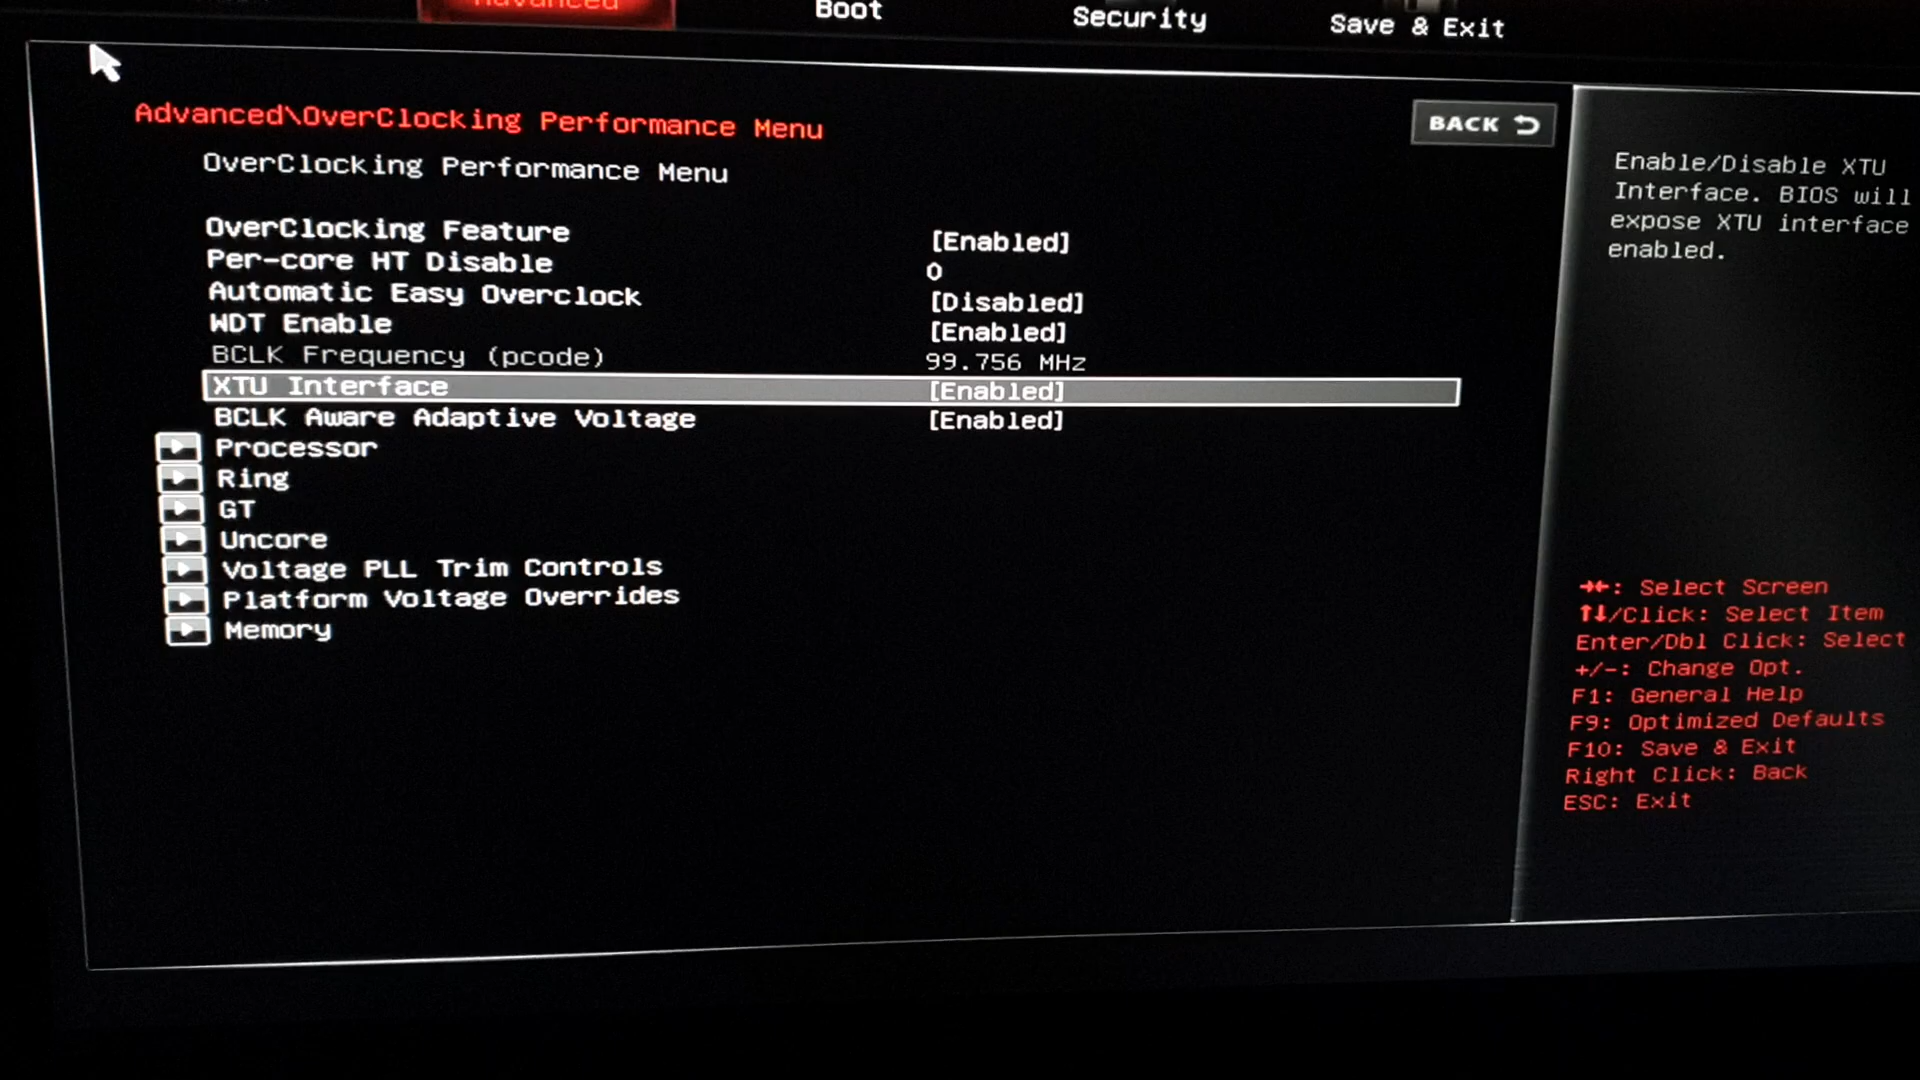 Advanced
Boot
Security
Save & Exit
Advanced\OverClocking Performance Menu
BACK
OverClocking Performance Menu
OverClocking Feature [Enabled]
Per-core HT Disable 0
Automatic Easy Overclock [Disabled]
WDT Enable [Enabled]
BCLK Frequency (pcode) 99.756 MHz
XTU Interface [Enabled]
BCLK Aware Adaptive Voltage [Enabled]
Processor
Ring
GT
Uncore
Voltage PLL Trim Controls
Platform Voltage Overrides
Memory
Enable/Disable XTU
Interface. BIOS will
expose XTU interface
enabled.
→←: Select Screen
↑↓/Click: Select Item
Enter/Dbl Click: Select
+/-: Change Opt.
F1: General Help
F9: Optimized Defaults
F10: Save & Exit
Right Click: Back
ESC: Exit